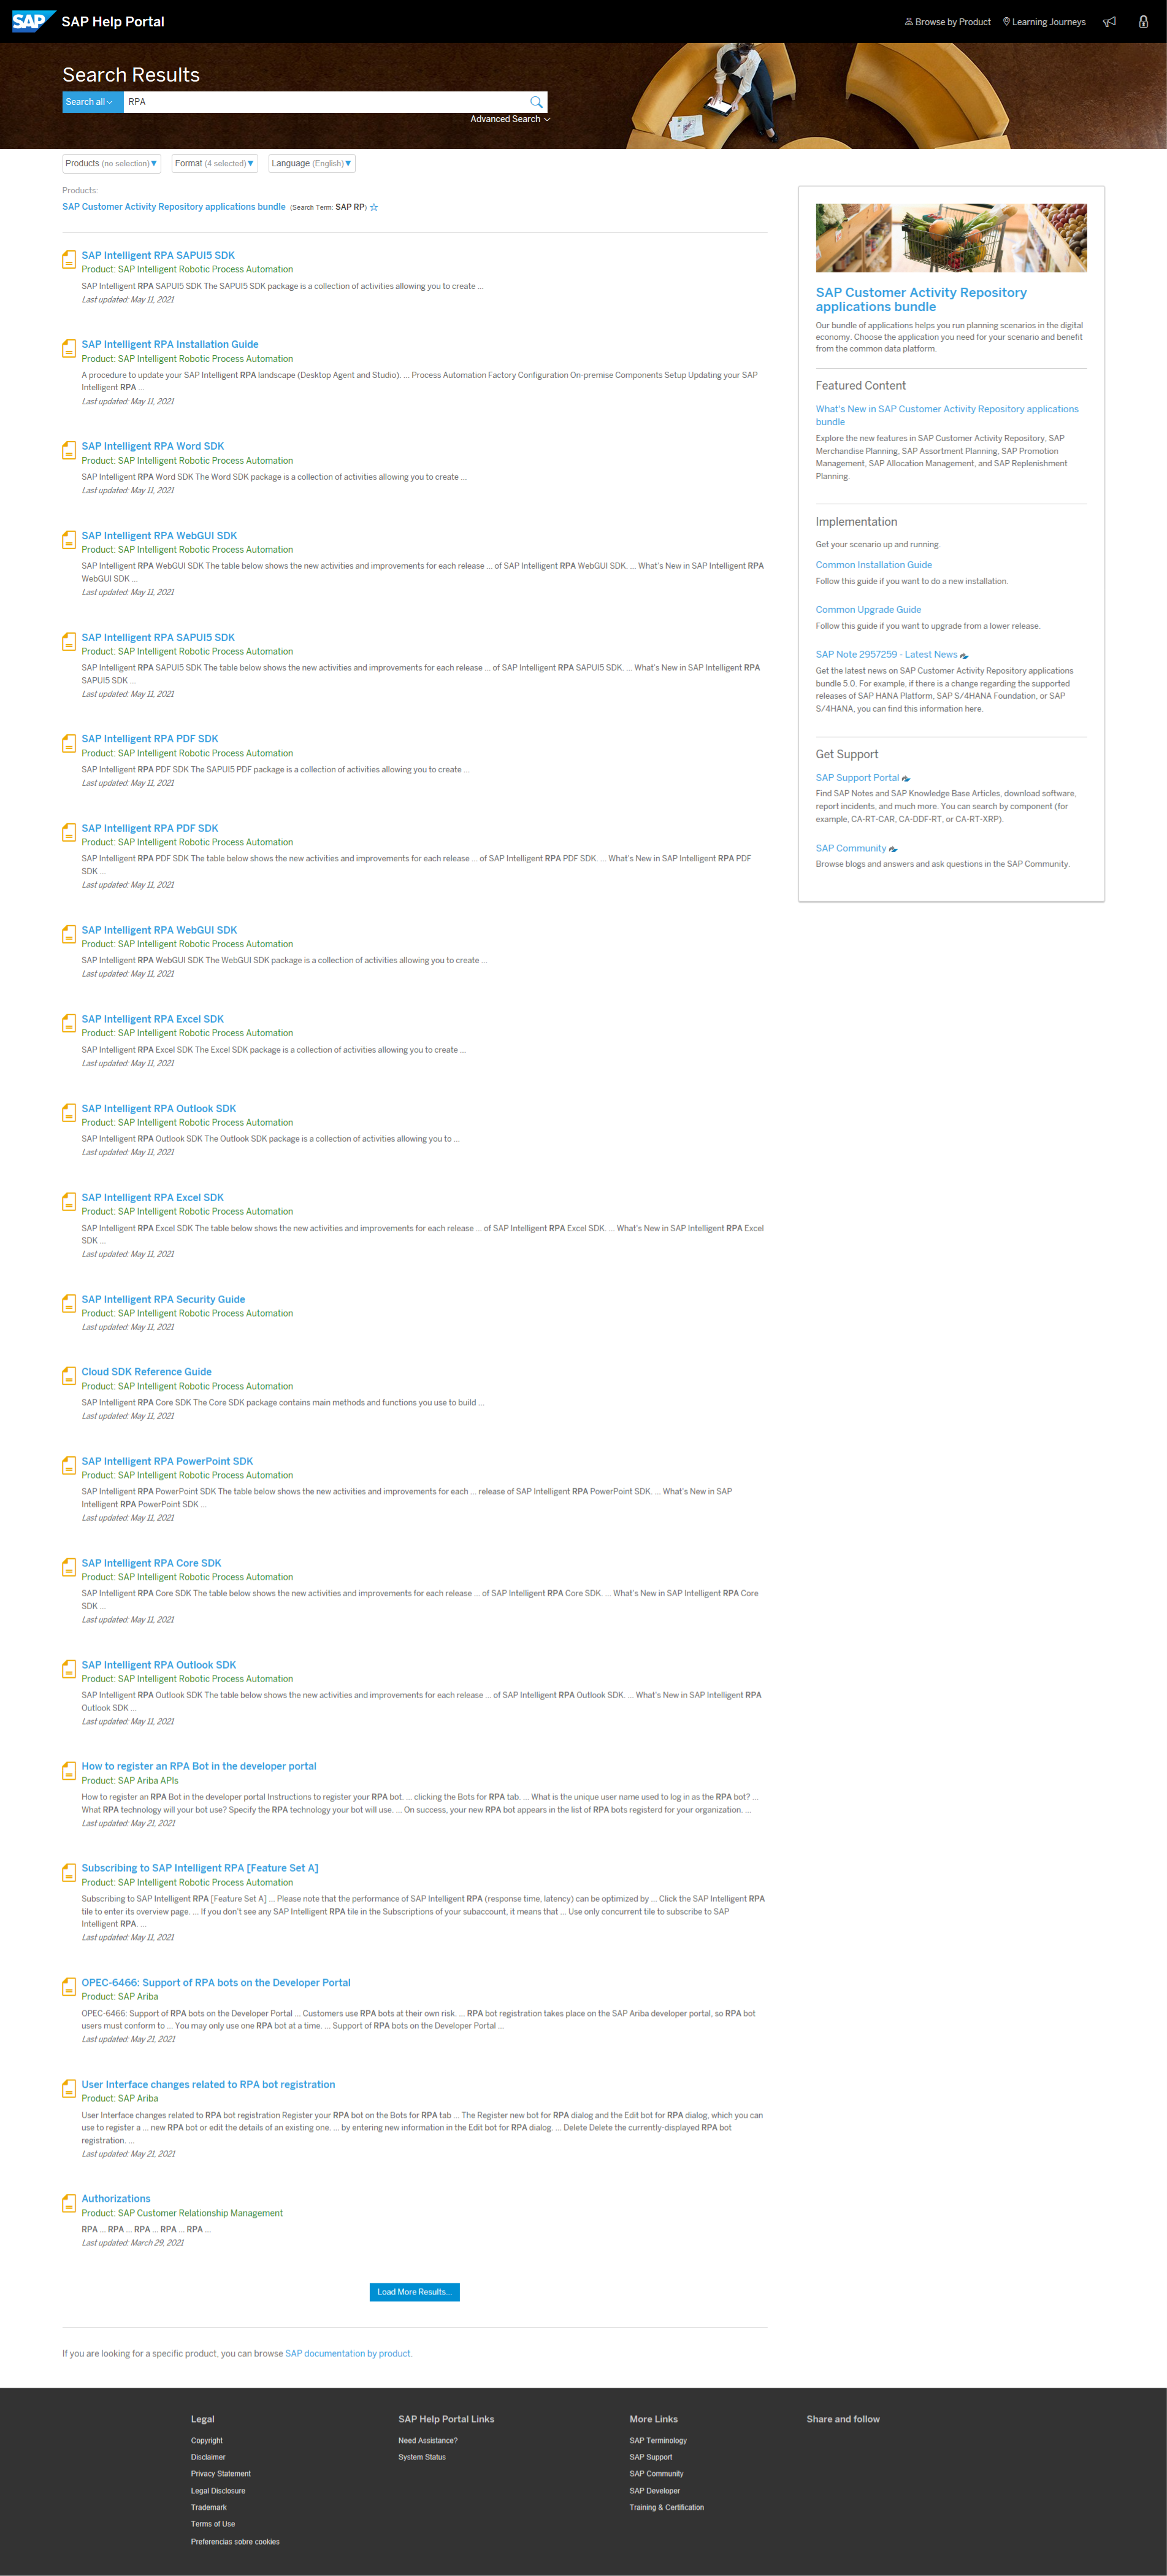 SAP SAP Help Portal
Browse by Product Learning Journeys
Search Results
Search all RPA
Advanced Search
Products (no selection) Format (4 selected) Language (English)
Products:
SAP Customer Activity Repository applications bundle (Search Term: SAP RP)
SAP Intelligent RPA SAPUI5 SDK
Product: SAP Intelligent Robotic Process Automation
SAP Intelligent RPA SAPUI5 SDK The SAPUI5 SDK package is a collection of activities allowing you to create ...
Last updated: May 11, 2021
SAP Intelligent RPA Installation Guide
Product: SAP Intelligent Robotic Process Automation
A procedure to update your SAP Intelligent RPA landscape (Desktop Agent and Studio). ... Process Automation Factory Configuration On-premise Components Setup Updating your SAP
Intelligent RPA ...
Last updated: May 11, 2021
SAP Intelligent RPA Word SDK
Product: SAP Intelligent Robotic Process Automation
SAP Intelligent RPA Word SDK The Word SDK package is a collection of activities allowing you to create ...
Last updated: May 11, 2021
SAP Intelligent RPA WebGUI SDK
Product: SAP Intelligent Robotic Process Automation
SAP Intelligent RPA WebGUI SDK The table below shows the new activities and improvements for each release ... of SAP Intelligent RPA WebGUI SDK. ... What's New in SAP Intelligent RPA
WebGUI SDK ...
Last updated: May 11, 2021
SAP Intelligent RPA SAPUI5 SDK
Product: SAP Intelligent Robotic Process Automation
SAP Intelligent RPA SAPUI5 SDK The table below shows the new activities and improvements for each release ... of SAP Intelligent RPA SAPUI5 SDK. ... What's New in SAP Intelligent RPA
SAPUI5 SDK ...
Last updated: May 11, 2021
SAP Intelligent RPA PDF SDK
Product: SAP Intelligent Robotic Process Automation
SAP Intelligent RPA PDF SDK The SAPUI5 PDF package is a collection of activities allowing you to create ...
Last updated: May 11, 2021
SAP Intelligent RPA PDF SDK
Product: SAP Intelligent Robotic Process Automation
SAP Intelligent RPA PDF SDK The table below shows the new activities and improvements for each release ... of SAP Intelligent RPA PDF SDK. ... What's New in SAP Intelligent RPA PDF
SDK ...
Last updated: May 11, 2021
SAP Intelligent RPA WebGUI SDK
Product: SAP Intelligent Robotic Process Automation
SAP Intelligent RPA WebGUI SDK The WebGUI SDK package is a collection of activities allowing you to create ...
Last updated: May 11, 2021
SAP Intelligent RPA Excel SDK
Product: SAP Intelligent Robotic Process Automation
SAP Intelligent RPA Excel SDK The Excel SDK package is a collection of activities allowing you to create ...
Last updated: May 11, 2021
SAP Intelligent RPA Outlook SDK
Product: SAP Intelligent Robotic Process Automation
SAP Intelligent RPA Outlook SDK The Outlook SDK package is a collection of activities allowing you to ...
Last updated: May 11, 2021
SAP Intelligent RPA Excel SDK
Product: SAP Intelligent Robotic Process Automation
SAP Intelligent RPA Excel SDK The table below shows the new activities and improvements for each release ... of SAP Intelligent RPA Excel SDK. ... What's New in SAP Intelligent RPA Excel
SDK ...
Last updated: May 11, 2021
SAP Intelligent RPA Security Guide
Product: SAP Intelligent Robotic Process Automation
Last updated: May 11, 2021
Cloud SDK Reference Guide
Product: SAP Intelligent Robotic Process Automation
SAP Intelligent RPA Core SDK The Core SDK package contains main methods and functions you use to build ...
Last updated: May 11, 2021
SAP Intelligent RPA PowerPoint SDK
Product: SAP Intelligent Robotic Process Automation
SAP Intelligent RPA PowerPoint SDK The table below shows the new activities and improvements for each ... release of SAP Intelligent RPA PowerPoint SDK. ... What's New in SAP
Intelligent RPA PowerPoint SDK ...
Last updated: May 11, 2021
SAP Intelligent RPA Core SDK
Product: SAP Intelligent Robotic Process Automation
SAP Intelligent RPA Core SDK The table below shows the new activities and improvements for each release ... of SAP Intelligent RPA Core SDK. ... What's New in SAP Intelligent RPA Core
SDK ...
Last updated: May 11, 2021
SAP Intelligent RPA Outlook SDK
Product: SAP Intelligent Robotic Process Automation
SAP Intelligent RPA Outlook SDK The table below shows the new activities and improvements for each release ... of SAP Intelligent RPA Outlook SDK. ... What's New in SAP Intelligent RPA
Outlook SDK ...
Last updated: May 11, 2021
How to register an RPA Bot in the developer portal
Product: SAP Ariba APIs
How to register an RPA Bot in the developer portal Instructions to register your RPA bot. ... clicking the Bots for RPA tab. ... What is the unique user name used to log in as the RPA bot? ...
What RPA technology will your bot use? Specify the RPA technology your bot will use. ... On success, your new RPA bot appears in the list of RPA bots registerd for your organization. ...
Last updated: May 21, 2021
Subscribing to SAP Intelligent RPA [Feature Set A]
Product: SAP Intelligent Robotic Process Automation
Subscribing to SAP Intelligent RPA [Feature Set A] ... Please note that the performance of SAP Intelligent RPA (response time, latency) can be optimized by ... Click the SAP Intelligent RPA
tile to enter its overview page. ... If you don't see any SAP Intelligent RPA tile in the Subscriptions of your subaccount, it means that ... Use only concurrent tile to subscribe to SAP
Intelligent RPA. ...
Last updated: May 11, 2021
OPEC-6466: Support of RPA bots on the Developer Portal
Product: SAP Ariba
OPEC-6466: Support of RPA bots on the Developer Portal ... Customers use RPA bots at their own risk. ... RPA bot registration takes place on the SAP Ariba developer portal, so RPA bot
users must conform to ... You may only use one RPA bot at a time. ... Support of RPA bots on the Developer Portal ...
Last updated: May 21, 2021
User Interface changes related to RPA bot registration
Product: SAP Ariba
User Interface changes related to RPA bot registration Register your RPA bot on the Bots for RPA tab ... The Register new bot for RPA dialog and the Edit bot for RPA dialog, which you can
use to register a ... new RPA bot or edit the details of an existing one. ... by entering new information in the Edit bot for RPA dialog. ... Delete Delete the currently-displayed RPA bot
registration. ...
Last updated: May 21, 2021
Authorizations
Product: SAP Customer Relationship Management
RPA ... RPA ... RPA ... RPA ... RPA ...
Last updated: March 29, 2021
Load More Results...
If you are looking for a specific product, you can browse SAP documentation by product.
SAP Customer Activity Repository
applications bundle
Our bundle of applications helps you run planning scenarios in the digital
economy. Choose the application you need for your scenario and benefit
from the common data platform.
Featured Content
What's New in SAP Customer Activity Repository applications
bundle
Explore the new features in SAP Customer Activity Repository, SAP
Merchandise Planning, SAP Assortment Planning, SAP Promotion
Management, SAP Allocation Management, and SAP Replenishment
Planning.
Implementation
Get your scenario up and running.
Common Installation Guide
Follow this guide if you want to do a new installation.
Common Upgrade Guide
Follow this guide if you want to upgrade from a lower release.
SAP Note 2957259 - Latest News
Get the latest news on SAP Customer Activity Repository applications
bundle 5.0. For example, if there is a change regarding the supported
releases of SAP HANA Platform, SAP S/4HANA Foundation, or SAP
S/4HANA, you can find this information here.
Get Support
SAP Support Portal
Find SAP Notes and SAP Knowledge Base Articles, download software,
report incidents, and much more. You can search by component (for
example, CA-RT-CAR, CA-DDF-RT, or CA-RT-XRP).
SAP Community
Browse blogs and answers and ask questions in the SAP Community.
Legal
Copyright
Disclaimer
Privacy Statement
Legal Disclosure
Trademark
Terms of Use
Preferencias sobre cookies
SAP Help Portal Links
Need Assistance?
System Status
More Links
SAP Terminology
SAP Support
SAP Community
SAP Developer
Training & Certification
Share and follow